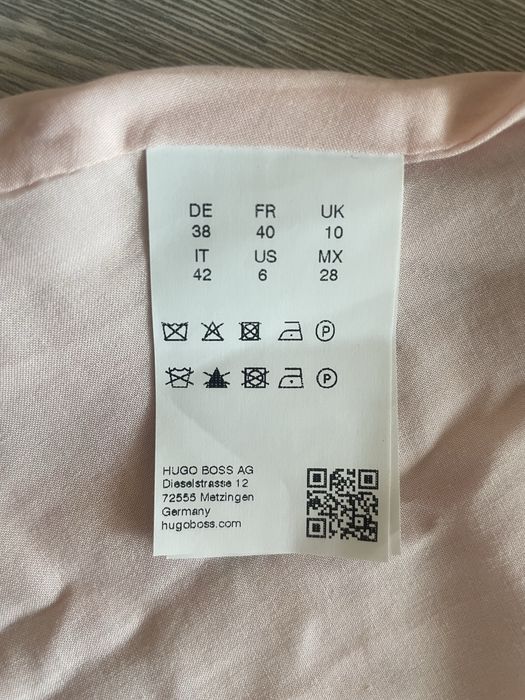 DE FR UK
38 40 10
IT US MX
42 6 28
P
P
HUGO BOSS AG
Dieselstrasse 12
72555 Metzingen
Germany
hugoboss.com